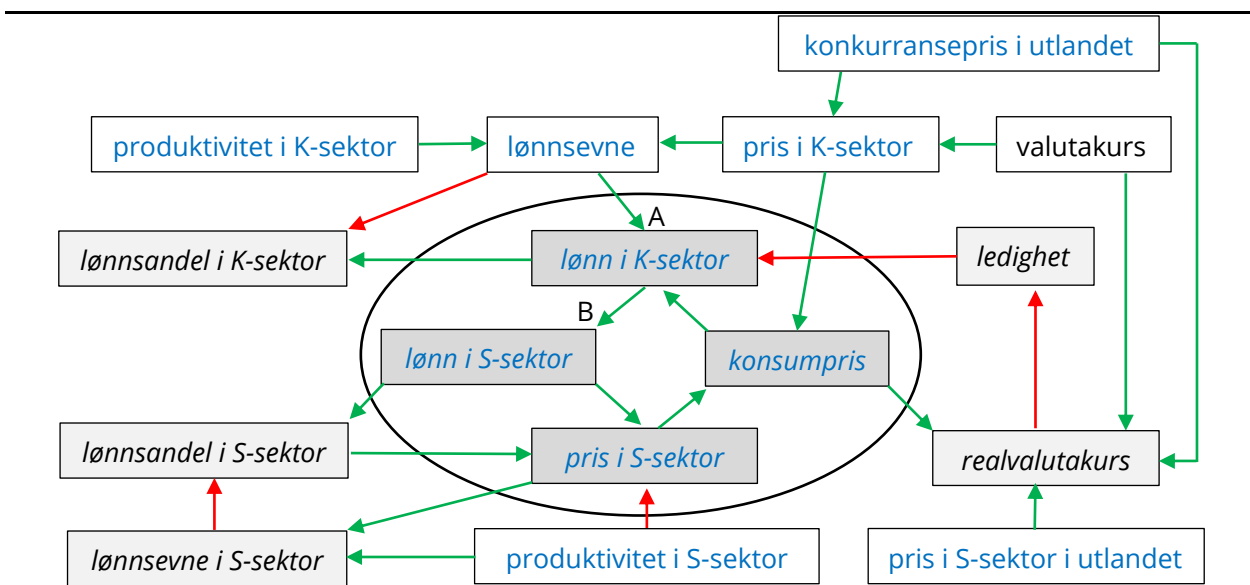 konkurransepris i utlandet
produktivitet i K-sektor
lønnsevne
pris i K-sektor
valutakurs
A
lønnsandel i K-sektor
lønn i K-sektor
ledighet
B
lønn i S-sektor
konsumpris
lønnsandel i S-sektor
pris i S-sektor
realvalutakurs
lønnsevne i S-sektor
produktivitet i S-sektor
pris i S-sektor i utlandet